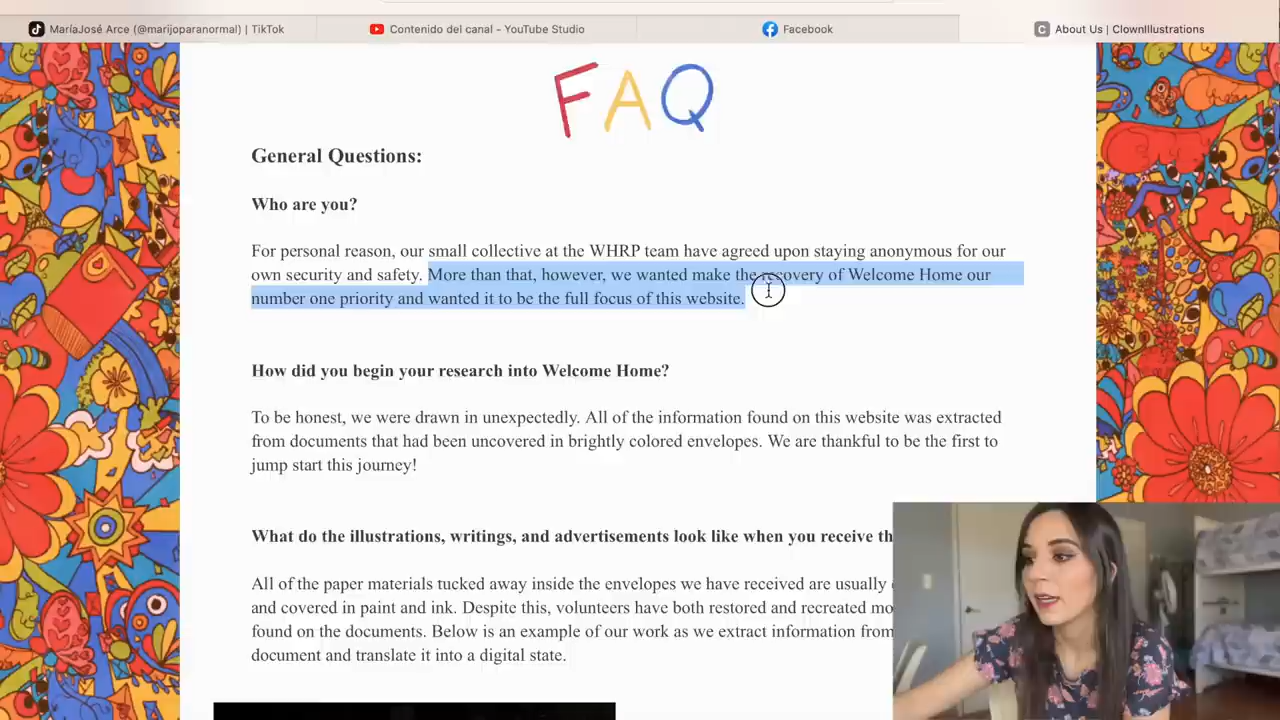 MaríaJosé Arce (@marijoparanormal) | TikTok
Contenido del canal - YouTube Studio
Facebook
C About Us | ClownIllustrations
FAQ
General Questions:
Who are you?
For personal reason, our small collective at the WHRP team have agreed upon staying anonymous for our
own security and safety. More than that, however, we wanted make the recovery of Welcome Home our
number one priority and wanted it to be the full focus of this website.
How did you begin your research into Welcome Home?
To be honest, we were drawn in unexpectedly. All of the information found on this website was extracted
from documents that had been uncovered in brightly colored envelopes. We are thankful to be the first to
jump start this journey!
What do the illustrations, writings, and advertisements look like when you receive th
All of the paper materials tucked away inside the envelopes we have received are usually
and covered in paint and ink. Despite this, volunteers have both restored and recreated mo
found on the documents. Below is an example of our work as we extract information from
document and translate it into a digital state.